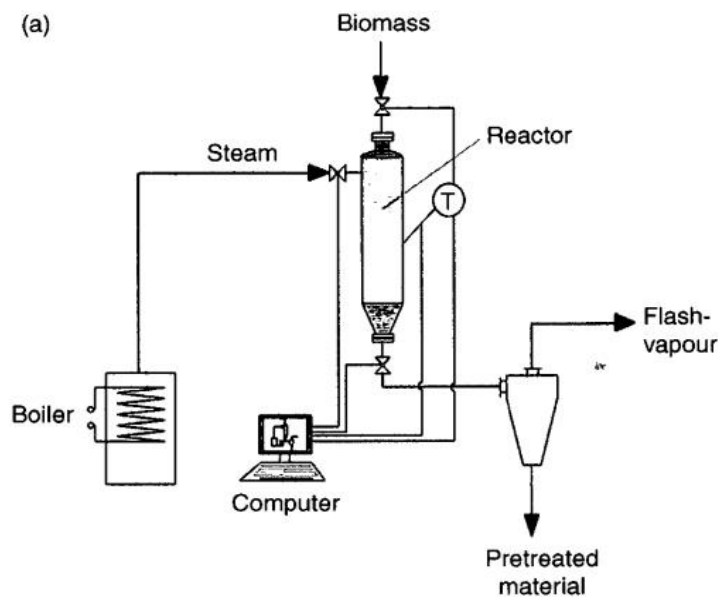 (a)
Biomass
Reactor
Steam
T
Flash-
vapour
Boiler
Computer
Pretreated
material